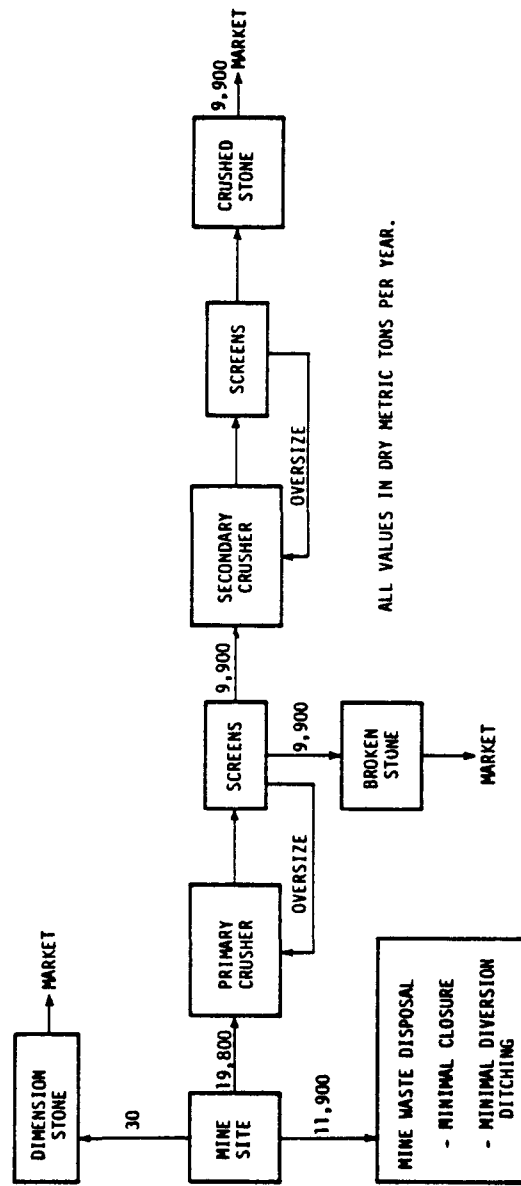 DIMENSION
STONE
MARKET
30
MINE
SITE
19,800
11,900
MINE WASTE DISPOSAL
- MINIMAL CLOSURE
- MINIMAL DIVERSION
DITCHING
PRIMARY
CRUSHER
OVERSIZE
SCREENS
9,900
9,900
BROKEN
STONE
MARKET
SECONDARY
CRUSHER
OVERSIZE
SCREENS
CRUSHED
STONE
9,900
MARKET
ALL VALUES IN DRY METRIC TONS PER YEAR.